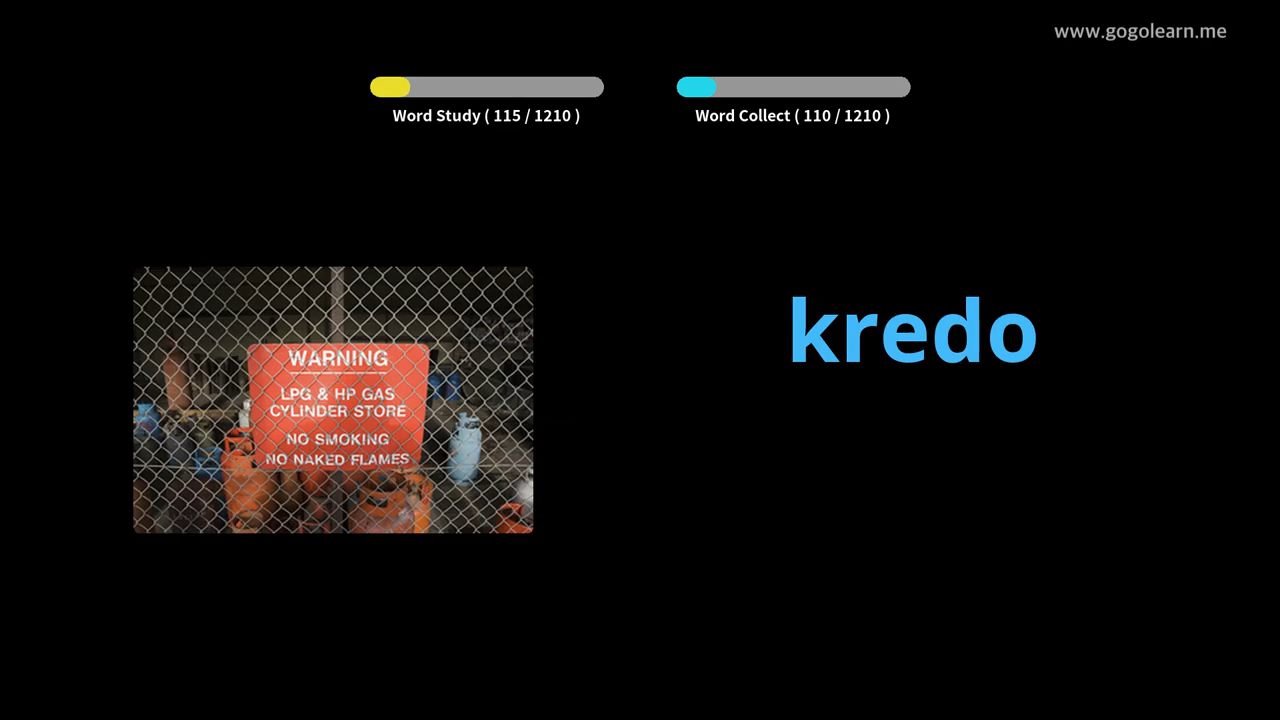 www.gogolearn.me
Word Study ( 115 / 1210 )
Word Collect ( 110 / 1210 )
WARNING
LPG & HP GAS
CYLINDER STORE
NO SMOKING
NO NAKED FLAMES
kredo